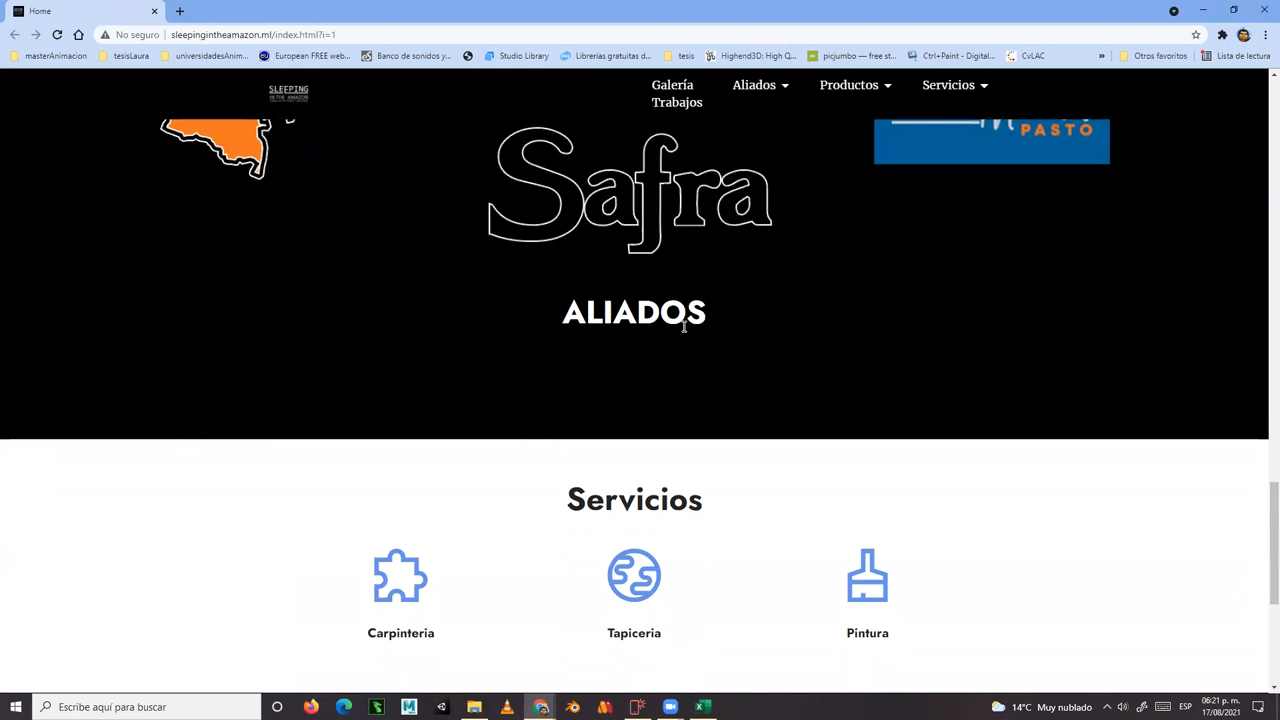 Home
No seguro
sleepingintheamazon.ml/index.html?i=1
masterAnimacion
tesisLaura
universidadesAnim...
European FREE web...
Banco de sonidos y...
Studio Library
Librerías gratuitas d...
tesis
Highend3D: High Q...
picjumbo — free st...
Ctrl+Paint - Digital...
CvLAC
»
Otros favoritos
Lista de lectura
SLEEPING
IN THE AMAZON
Galería
Trabajos
Aliados
Productos
Servicios
PASTO
Safra
ALIADOS
Servicios
Carpinteria
Tapiceria
Pintura
Escribe aquí para buscar
14°C Muy nublado
ESP
06:21 p. m.
17/08/2021